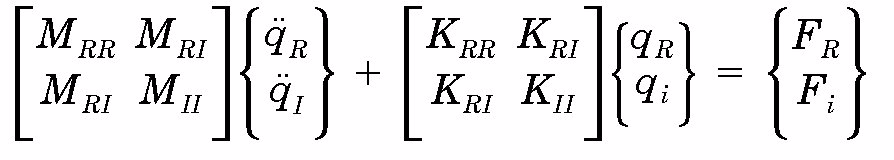 [M_RR M_RI] {q̈_R} + [K_RR K_RI] {q_R} = {F_R}
[M_RI M_II] {q̈_I} [K_RI K_II] {q_i} {F_i}